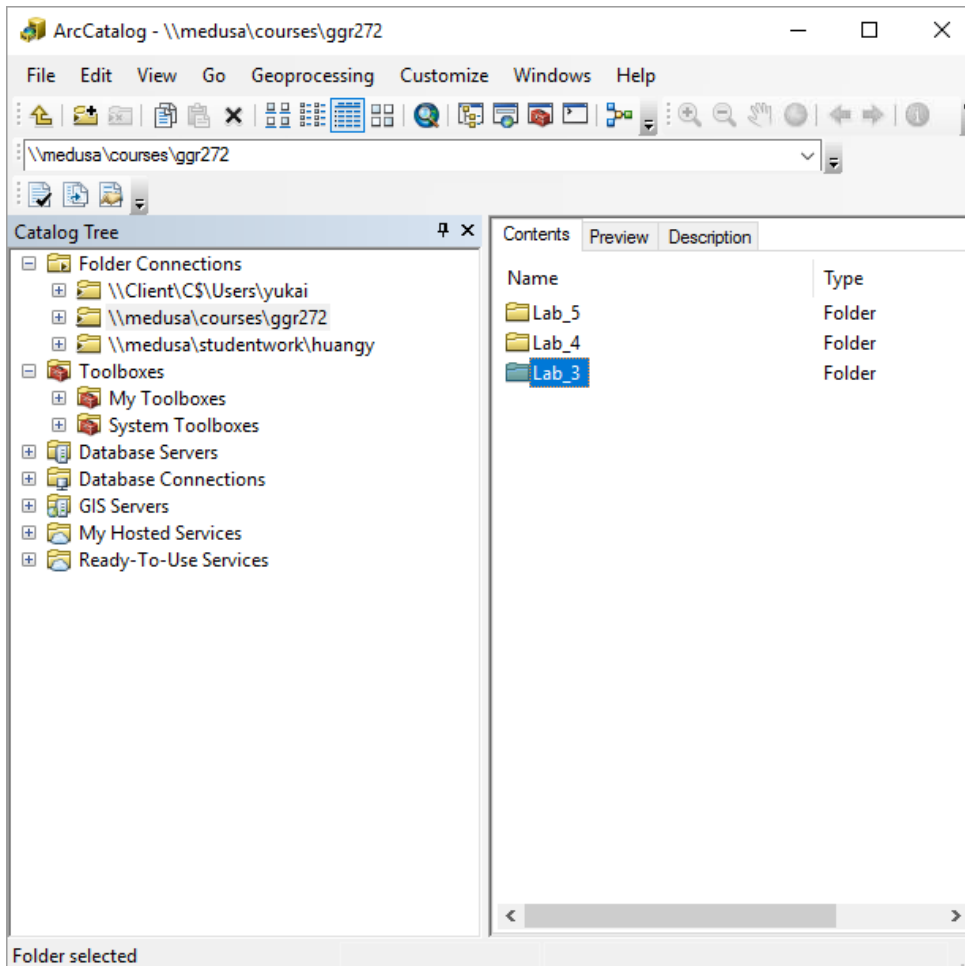 ArcCatalog - \\medusa\courses\ggr272
File Edit View Go Geoprocessing Customize Windows Help
\\medusa\courses\ggr272
Catalog Tree
Folder Connections
\\Client\C$\Users\yukai
\\medusa\courses\ggr272
\\medusa\studentwork\huangy
Toolboxes
My Toolboxes
System Toolboxes
Database Servers
Database Connections
GIS Servers
My Hosted Services
Ready-To-Use Services
Contents Preview Description
Name Type
Lab_5 Folder
Lab_4 Folder
Lab_3 Folder
Folder selected